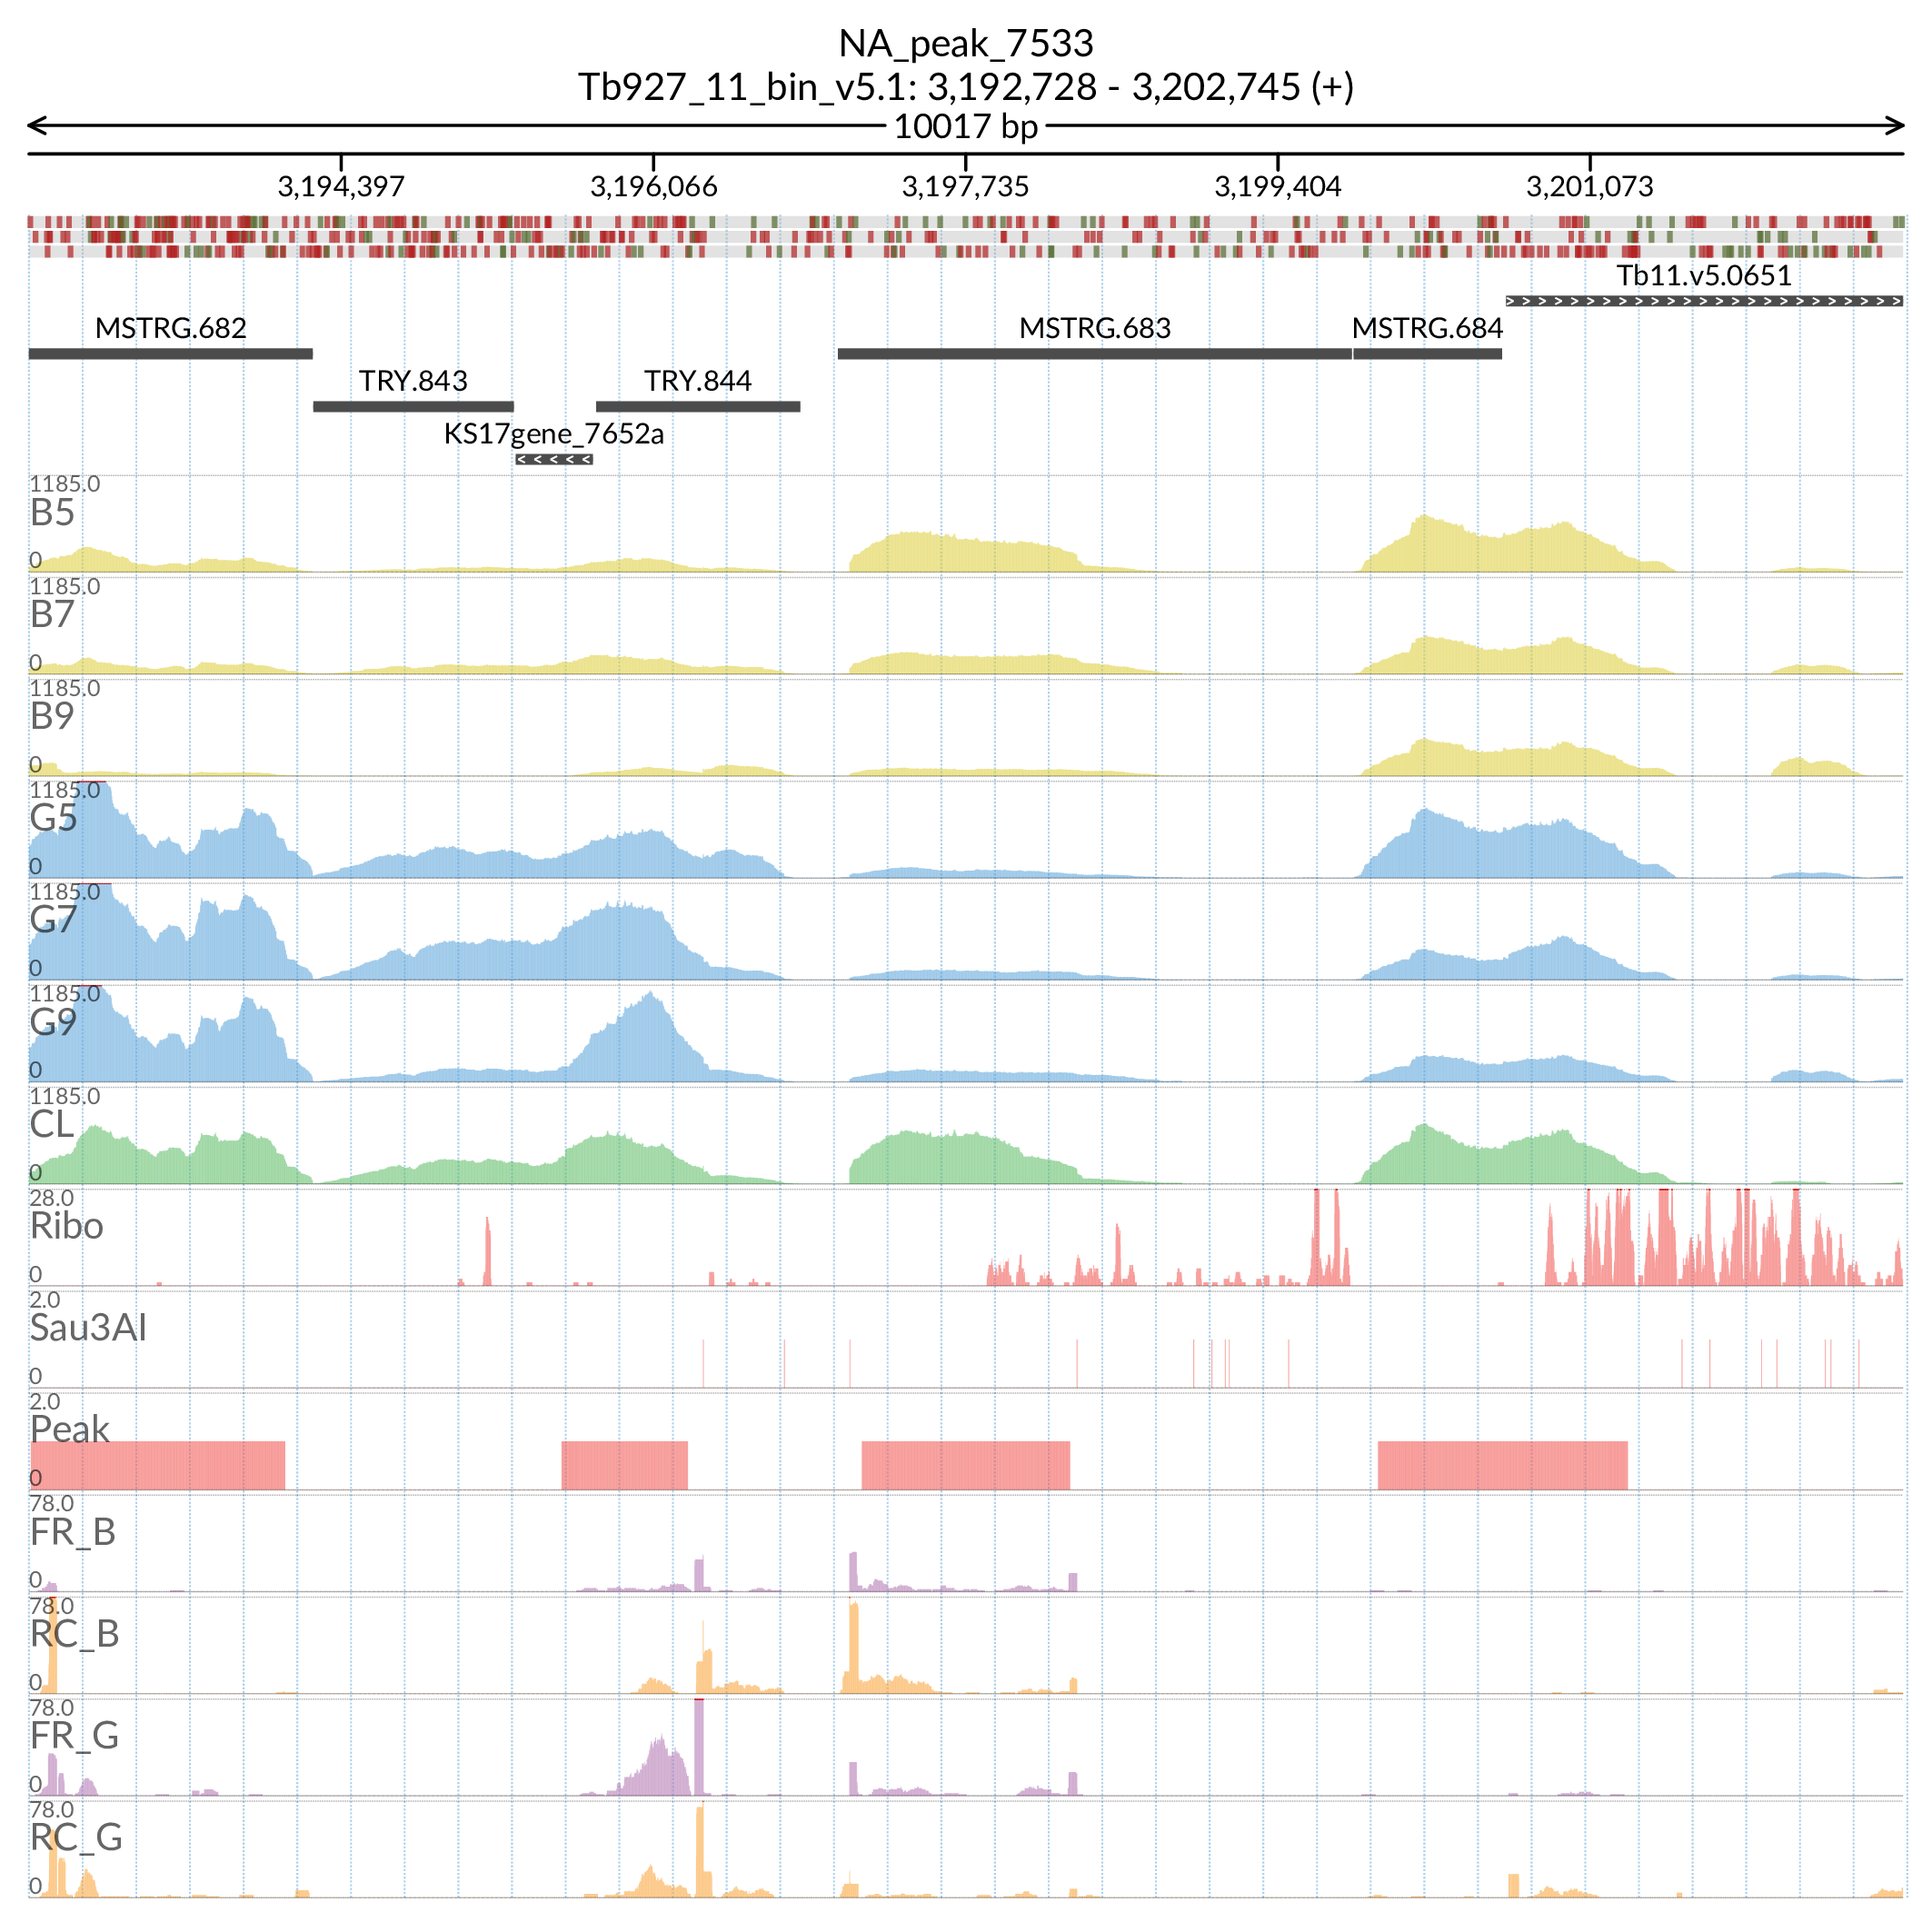 NA_peak_7533
Tb927_11_bin_v5.1: 3,192,728 - 3,202,745 (+)
10017 bp
3,194,397 3,196,066 3,197,735 3,199,404 3,201,073
Tb11.v5.0651
MSTRG.682 MSTRG.683 MSTRG.684
TRY.843 TRY.844
KS17gene_7652a
1185.0
B5
0
1185.0
B7
0
1185.0
B9
0
1185.0
G5
0
1185.0
G7
0
1185.0
G9
0
1185.0
CL
0
28.0
Ribo
0
2.0
Sau3AI
0
2.0
Peak
0
78.0
FR_B
0
78.0
RC_B
0
78.0
FR_G
0
78.0
RC_G
0